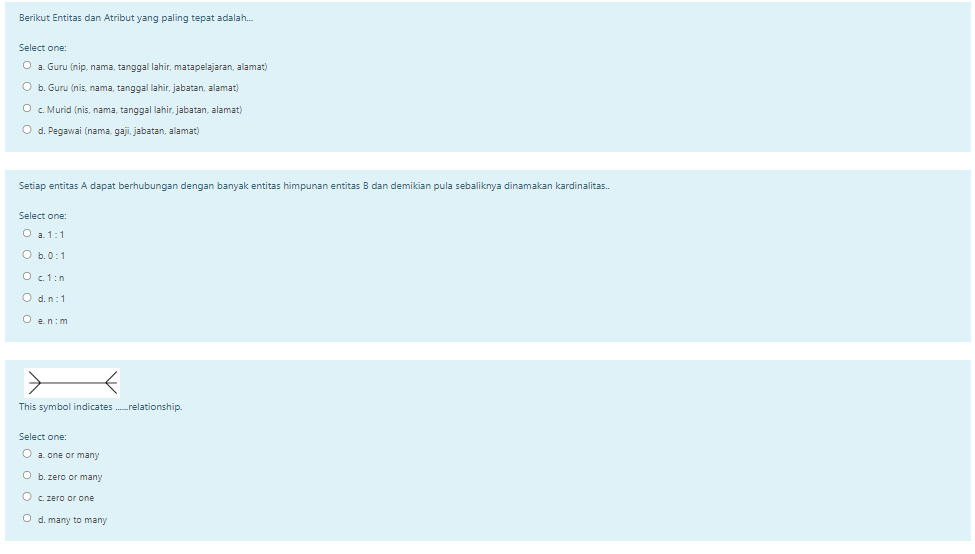 Berikut Entitas dan Atribut yang paling tepat adalah...
Select one:
a. Guru (nip, nama, tanggal lahir, matapelajaran, alamat)
b. Guru (nis, nama, tanggal lahir, jabatan, alamat)
c. Murid (nis, nama, tanggal lahir, jabatan, alamat)
d. Pegawai (nama, gaji, jabatan, alamat)
Setiap entitas A dapat berhubungan dengan banyak entitas himpunan entitas B dan demikian pula sebaliknya dinamakan kardinalitas..
Select one:
a. 1 : 1
b. 0 : 1
c. 1 : n
d. n : 1
e. n : m
This symbol indicates ......relationship.
Select one:
a. one or many
b. zero or many
c. zero or one
d. many to many